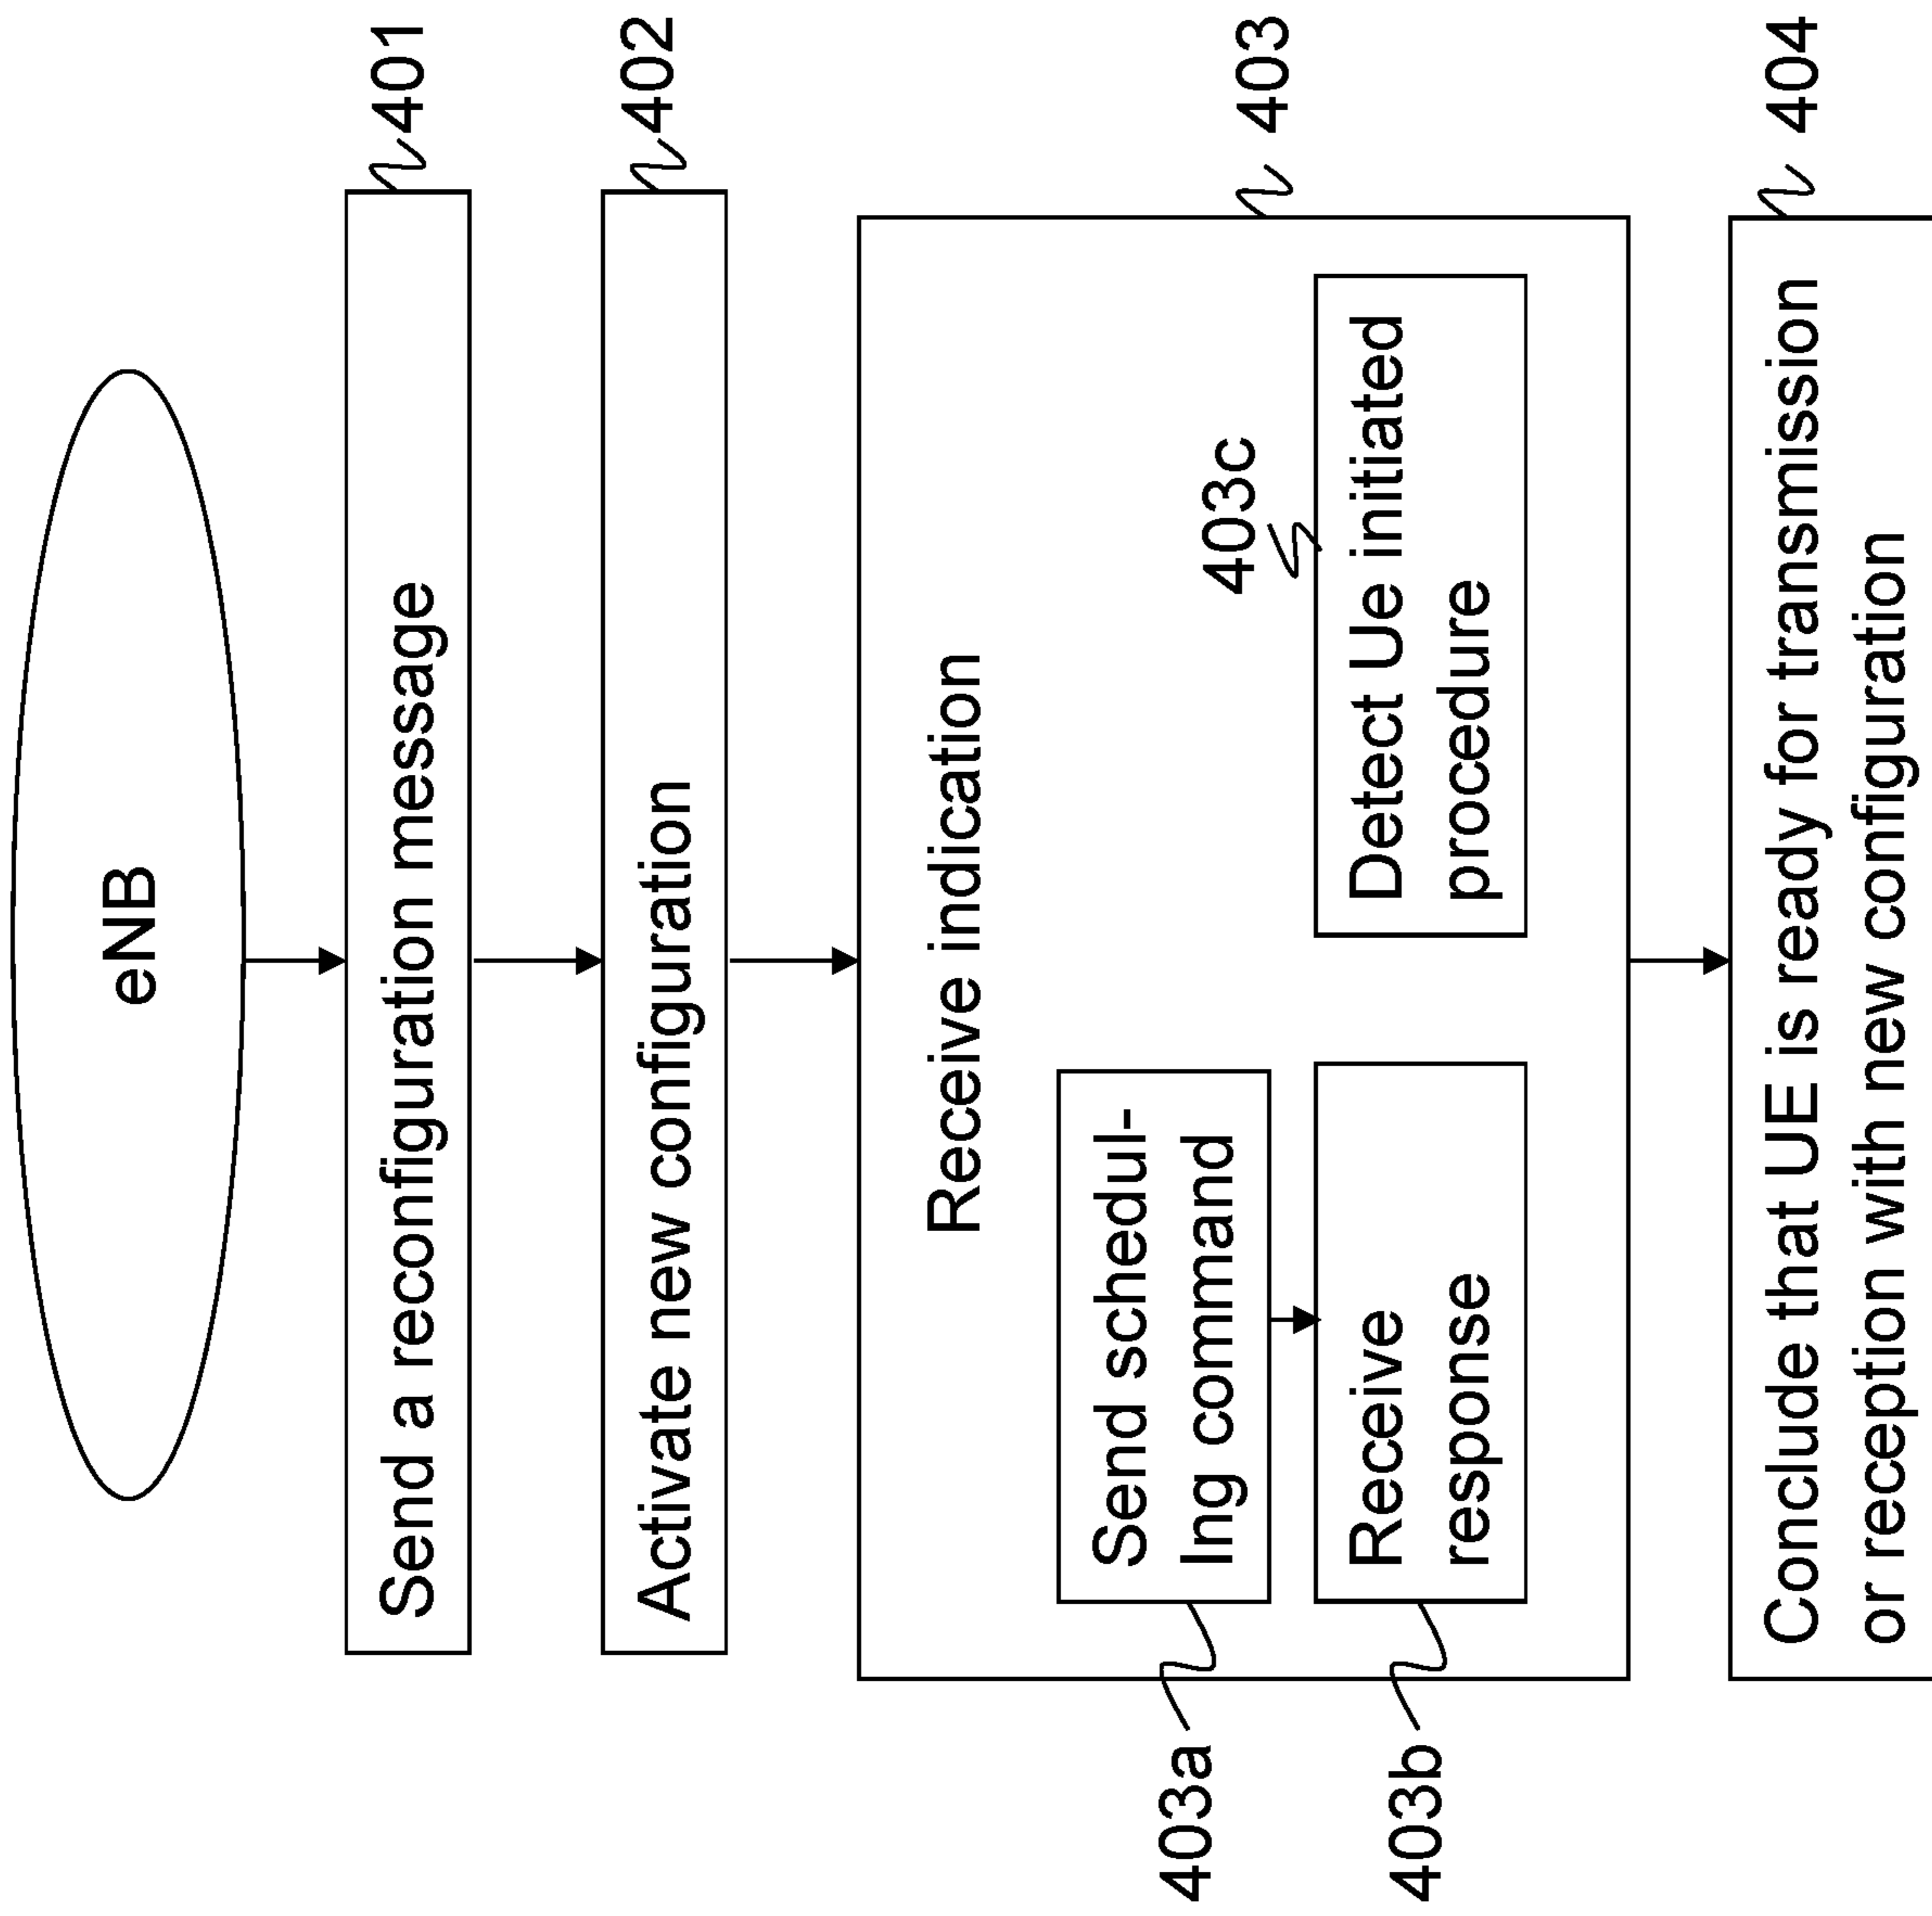 eNB
Send a reconfiguration message
401
Activate new configuration
402
Receive indication
403
Send schedul-
Ing command
403a
Receive
response
403b
403c
Detect Ue initiated
procedure
Conclude that UE is ready for transmission
or reception with new configuration
404